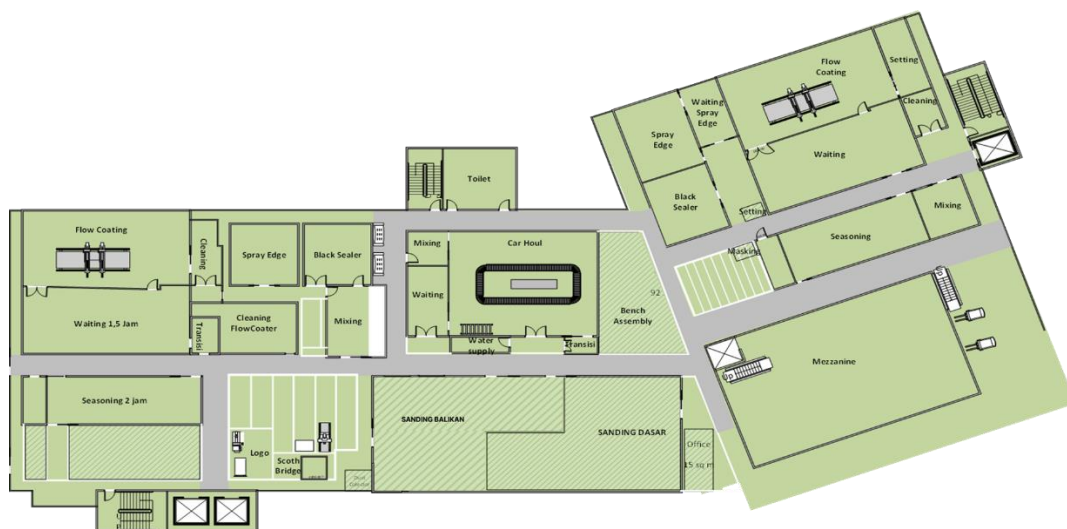 Flow
Coating
Setting
Waiting
Spray
Edge
Cleaning
Spray
Edge
Waiting
Black
Sealer
Setting
Toilet
Mixing
Seasoning
Masking
Flow Coating
Cleaning
Spray Edge
Black Sealer
Mixing
Car Houl
Waiting
92
Bench
Assembly
Waiting 1,5 Jam
Transisi
Cleaning
FlowCoater
Mixing
Water
supply
Transisi
Mezzanine
Up
Seasoning 2 jam
SANDING BALIKAN
SANDING DASAR
Logo
Scoth
Bridge
Office
15 sq m